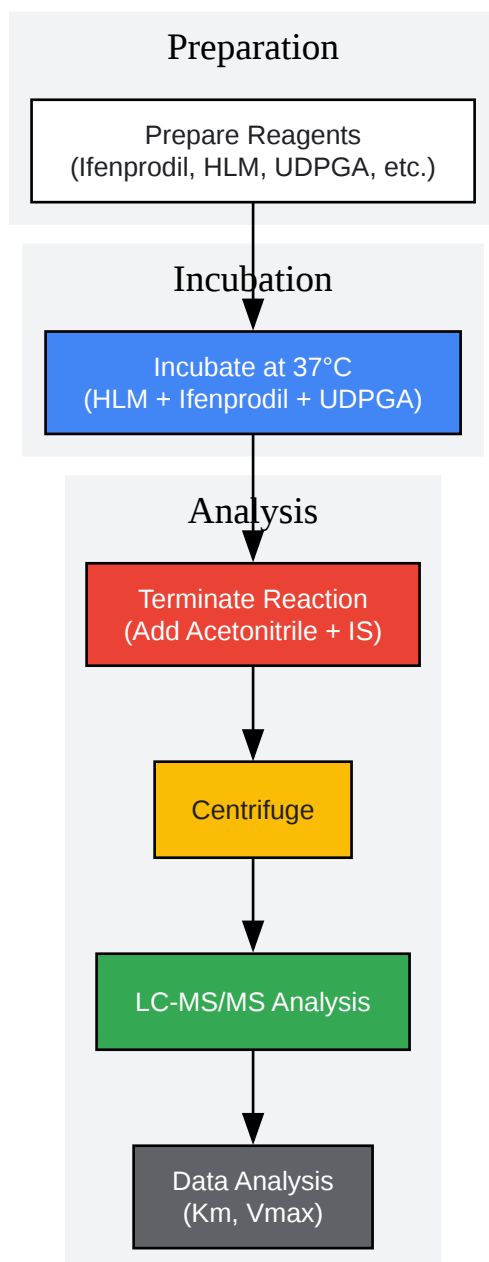 Preparation
Prepare Reagents
(Ifenprodil, HLM, UDPGA, etc.)
Incubation
Incubate at 37°C
(HLM + Ifenprodil + UDPGA)
Analysis
Terminate Reaction
(Add Acetonitrile + IS)
Centrifuge
LC-MS/MS Analysis
Data Analysis
(Km, Vmax)